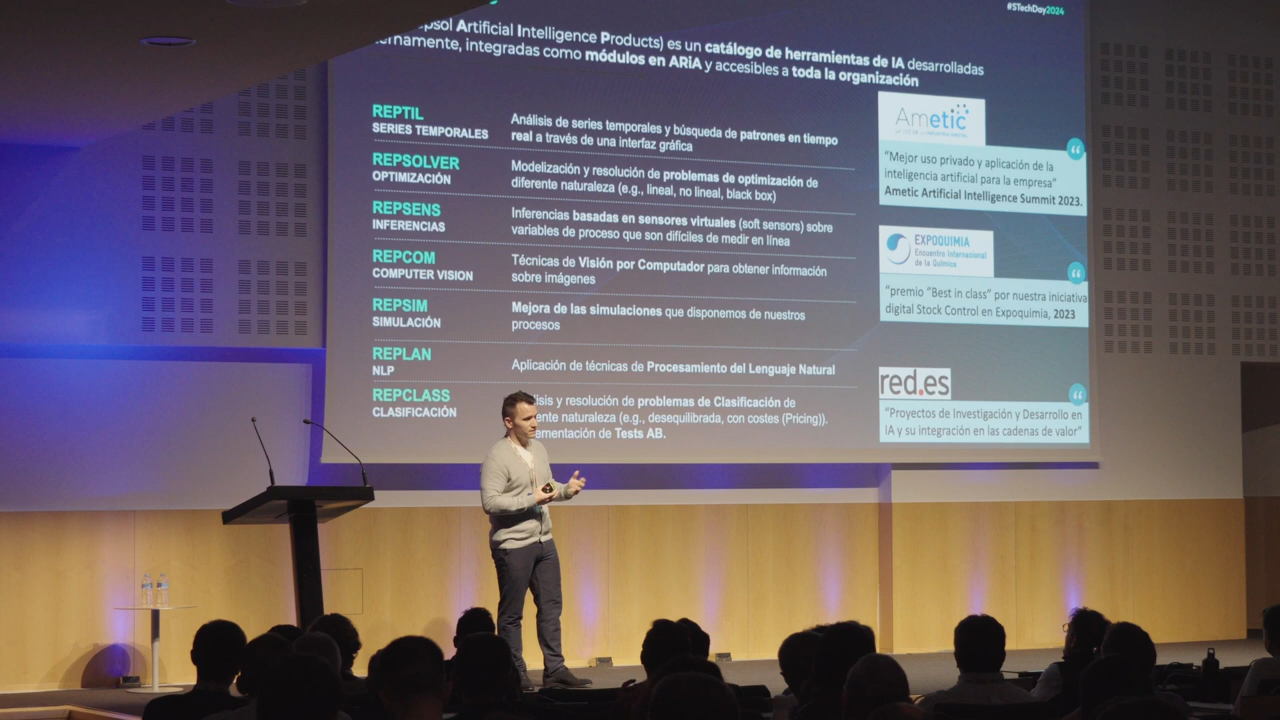 #STechDay2024
Artificial Intelligence Products) es un catálogo de herramientas de IA desarrolladas
integradas como módulos en ARiA y accesibles a toda la organización
REPTIL
SERIES TEMPORALES
Análisis de series temporales y búsqueda de patrones en tiempo
real a través de una interfaz gráfica
REPSOLVER
OPTIMIZACIÓN
Modelización y resolución de problemas de optimización de
diferente naturaleza (e.g., lineal, no lineal, black box)
REPSENS
INFERENCIAS
Inferencias basadas en sensores virtuales (soft sensors) sobre
variables de proceso que son difíciles de medir en línea
REPCOM
COMPUTER VISION
Técnicas de Visión por Computador para obtener información
sobre imágenes
REPSIM
SIMULACIÓN
Mejora de las simulaciones que disponemos de nuestros
procesos
REPLAN
NLP
Aplicación de técnicas de Procesamiento del Lenguaje Natural
REPCLASS
CLASIFICACIÓN
y resolución de problemas de Clasificación de
naturaleza (e.g., desequilibrada, con costes (Pricing)).
de Tests AB.
Ametic
“Mejor uso privado y aplicación de la
inteligencia artificial para la empresa”
Ametic Artificial Intelligence Summit 2023.
EXPOQUIMIA
Encuentro Internacional
de la Química
“premio “Best in class” por nuestra iniciativa
digital Stock Control en Expoquimia, 2023
red.es
“Proyectos de Investigación y Desarrollo en
IA y su integración en las cadenas de valor”